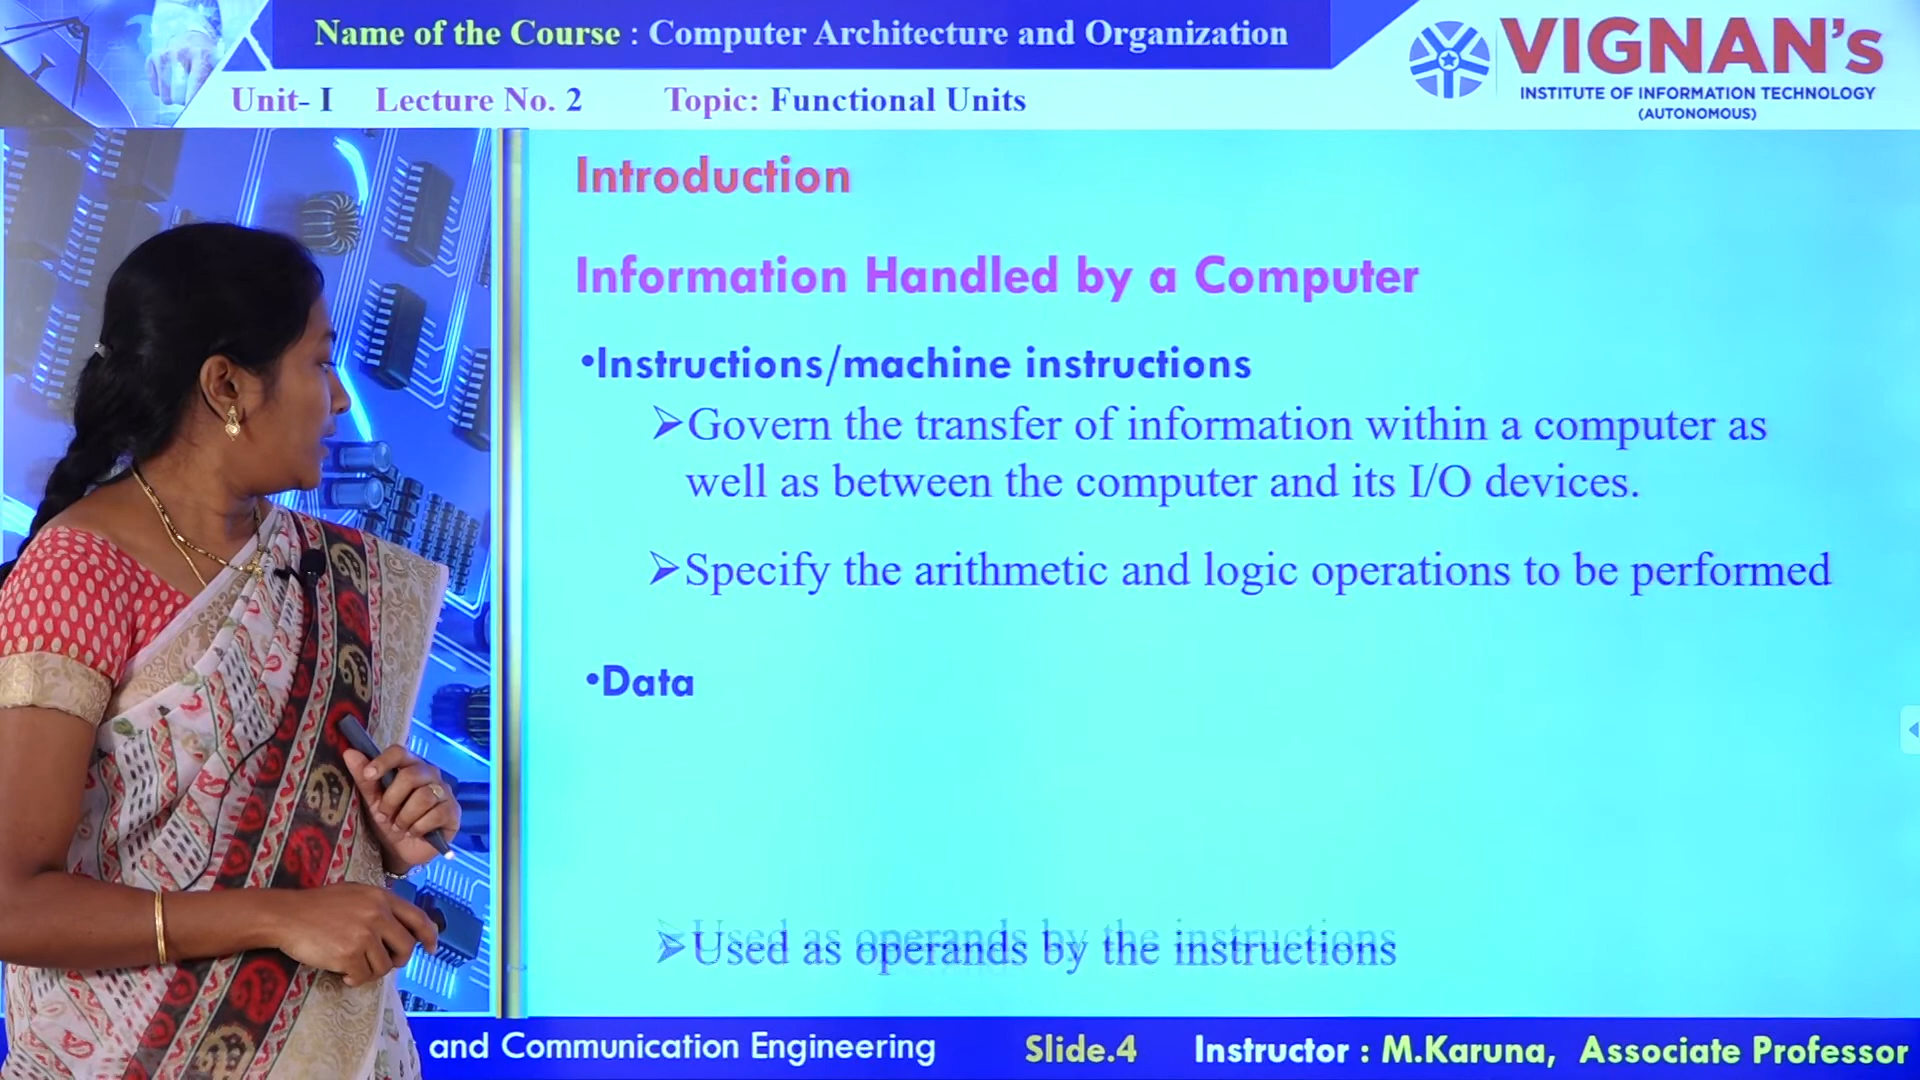 Name of the Course : Computer Architecture and Organization
VIGNAN's
INSTITUTE OF INFORMATION TECHNOLOGY
(AUTONOMOUS)
Unit- I Lecture No. 2 Topic: Functional Units
Introduction
Information Handled by a Computer
•Instructions/machine instructions
➢Govern the transfer of information within a computer as
well as between the computer and its I/O devices.
➢Specify the arithmetic and logic operations to be performed
•Data
➢Used as operands by the instructions
and Communication Engineering Slide.4 Instructor : M.Karuna, Associate Professor